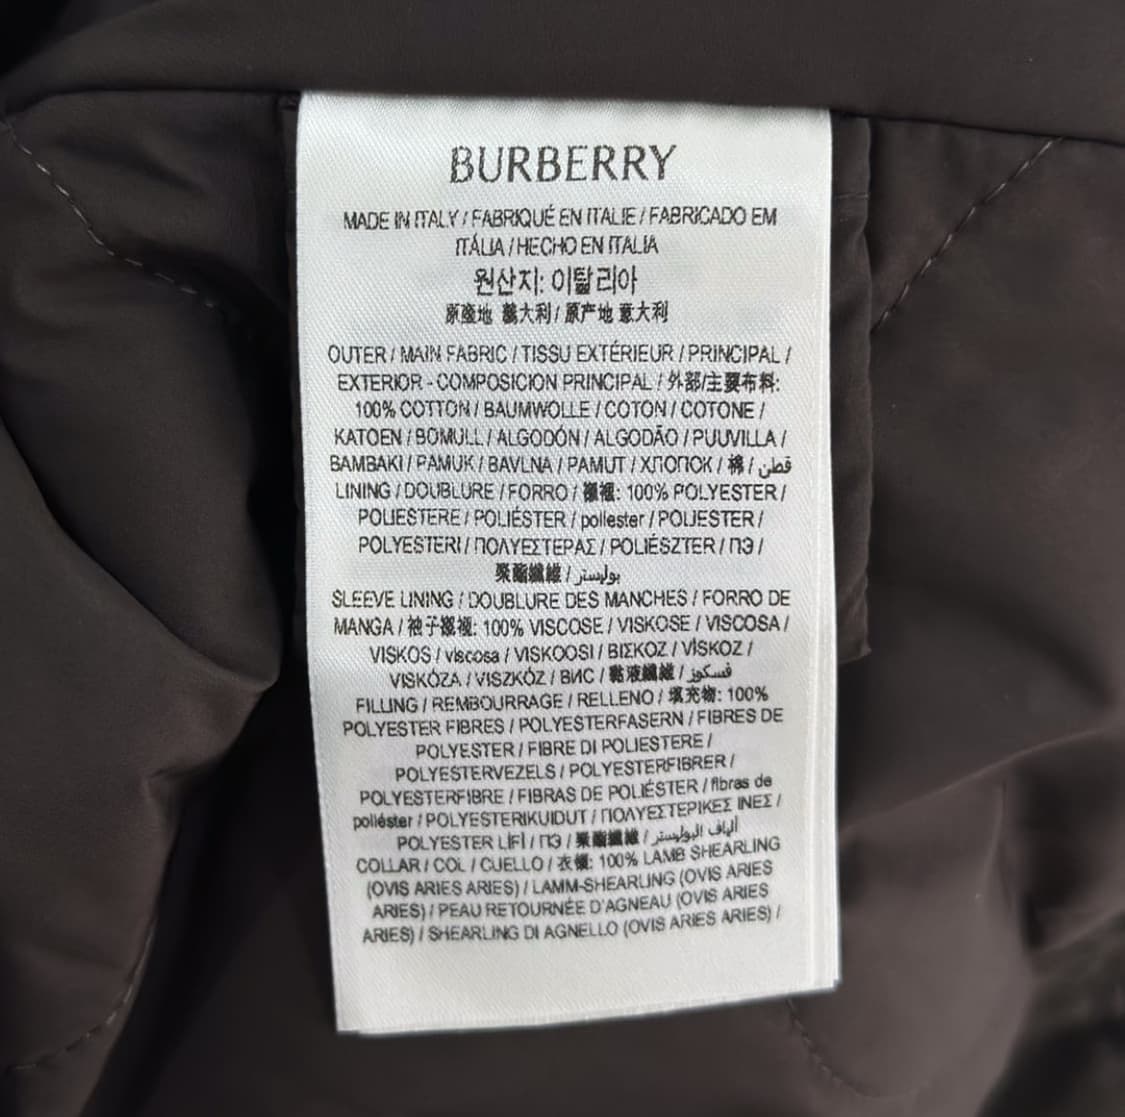 BURBERRY
MADE IN ITALY / FABRIQUÉ EN ITALIE / FABRICADO EM
ITÁLIA / HECHO EN ITALIA
원산지: 이탈리아
原產地 義大利 / 原产地 意大利
OUTER / MAIN FABRIC / TISSU EXTÉRIEUR / PRINCIPAL /
EXTERIOR - COMPOSICION PRINCIPAL / 外部/主要布料:
100% COTTON / BAUMWOLLE / COTON / COTONE /
KATOEN / BOMULL / ALGODÓN / ALGODÃO / PUUVILLA /
BAMBAKI / PAMUK / BAVLNA / PAMUT / ХЛОПОК / 棉 / قطن
LINING / DOUBLURE / FORRO / 襯裡: 100% POLYESTER /
POLIESTERE / POLIÉSTER / poliester / POLIESTER /
POLYESTERI / ΠΟΛΥΕΣΤΕΡΑΣ / POLIÉSZTER / ПЭ /
聚酯纖維 / بوليستر
SLEEVE LINING / DOUBLURE DES MANCHES / FORRO DE
MANGA / 袖子襯裡: 100% VISCOSE / VISKOSE / VISCOSA /
VISKOS / viscosa / VISKOOSI / ΒΙΣΚΟΖ / VİSKOZ /
VISKÓZA / VISZKÓZ / ВИС / 黏液纖維 / فسكوز
FILLING / REMBOURRAGE / RELLENO / 填充物: 100%
POLYESTER FIBRES / POLYESTERFASERN / FIBRES DE
POLYESTER / FIBRE DI POLIESTERE /
POLYESTERVEZELS / POLYESTERFIBRER /
POLYESTERFIBRE / FIBRAS DE POLIÉSTER / fibras de
poliéster / POLYESTERIKUIDUT / ΠΟΛΥΕΣΤΕΡΙΚΕΣ ΙΝΕΣ /
POLYESTER LİFİ / ПЭ / 聚酯纖維 / ألياف البوليستر
COLLAR / COL / CUELLO / 衣領: 100% LAMB SHEARLING
(OVIS ARIES ARIES) / LAMM-SHEARLING (OVIS ARIES
ARIES) / PEAU RETOURNÉE D'AGNEAU (OVIS ARIES
ARIES) / SHEARLING DI AGNELLO (OVIS ARIES ARIES) /